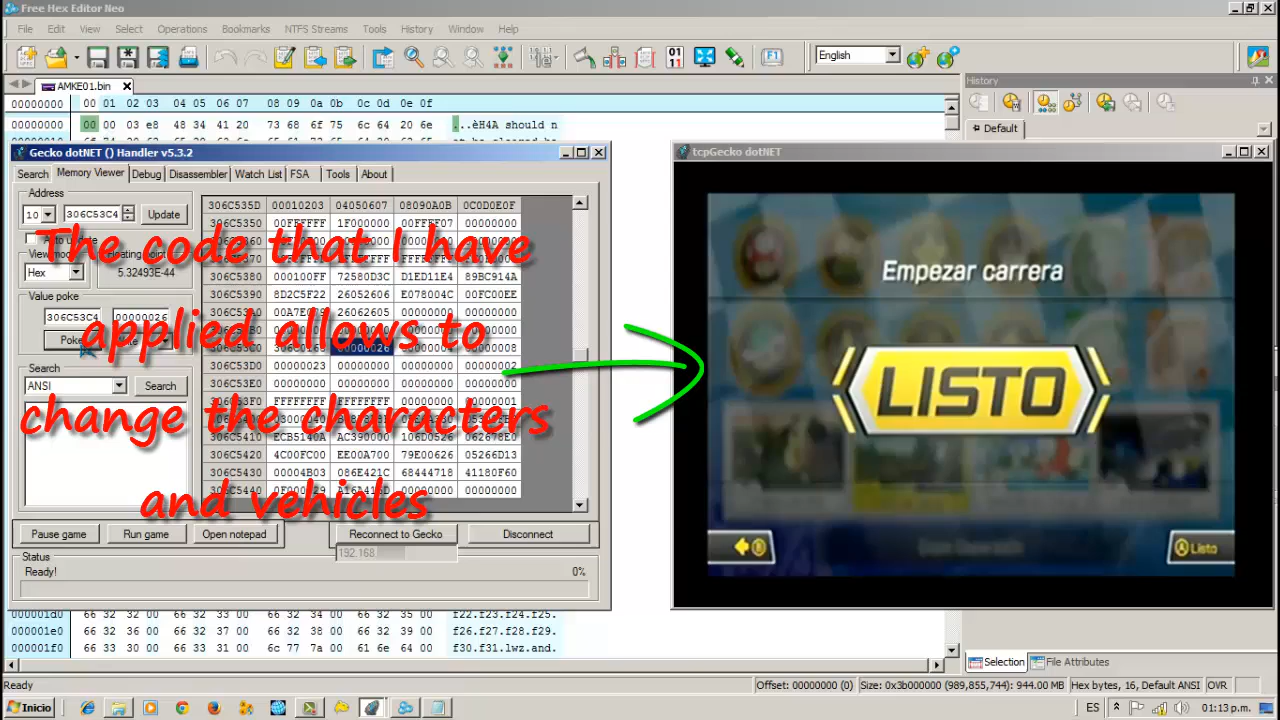 Free Hex Editor Neo
File Edit View Select Operations Bookmarks NTFS Streams Tools History Window Help
English
AMKE01.bin
History
00000000 00 01 02 03 04 05 06 07 08 09 0a 0b 0c 0d 0e 0f
00000000 00 00 03 e8 48 34 41 20 73 68 6f 75 6c 64 20 6e ...èH4A should n
Default
Gecko dotNET () Handler v5.3.2
Search Memory Viewer Debug Disassembler Watch List FSA Tools About
Address
10 306C53C4 Update
View mode
Hex
5.32493E-44
Value poke
306C53C4 00000026
Poke
Search
ANSI Search
306C535D 00010203 04050607 08090A0B 0C0D0E0F
306C5350 00FFFFFF 1F000000 00FFFF07 00000000
306C5380 000100FF 72580D3C D1ED11E4 89BC914A
306C5390 8D2C5F22 26052606 E078004C 00FC00EE
26062605 00000000 00000000
00000026 00000008
306C53D0 00000023 00000000 00000000 00000002
306C53E0 00000000 00000000 00000000 00000000
306C5410 ECB5140A AC390000 106D0526 062678E0
306C5420 4C00FC00 EE00A700 79E00626 05266D13
306C5430 00004B03 086E421C 68444718 41180F60
306C5440 00000000 00000000
The code that I have
applied allows to
change the characters
and vehicles
Pause game Run game Open notepad Reconnect to Gecko Disconnect
192.168
Status
Ready! 0%
tcpGecko dotNET
Empezar carrera
LISTO
B
A Listo
000001d0 66 32 32 00 66 32 33 00 66 32 34 00 66 32 35 00 f22.f23.f24.f25.
000001e0 66 32 36 00 66 32 37 00 66 32 38 00 66 32 39 00 f26.f27.f28.f29.
000001f0 66 33 30 00 66 33 31 00 6c 77 7a 00 61 6e 64 00 f30.f31.lwz.and.
Selection File Attributes
Ready Offset: 00000000 (0) Size: 0x3b000000 (989,855,744): 944.00 MB Hex bytes, 16, Default ANSI OVR
Inicio ES 01:13 p.m.